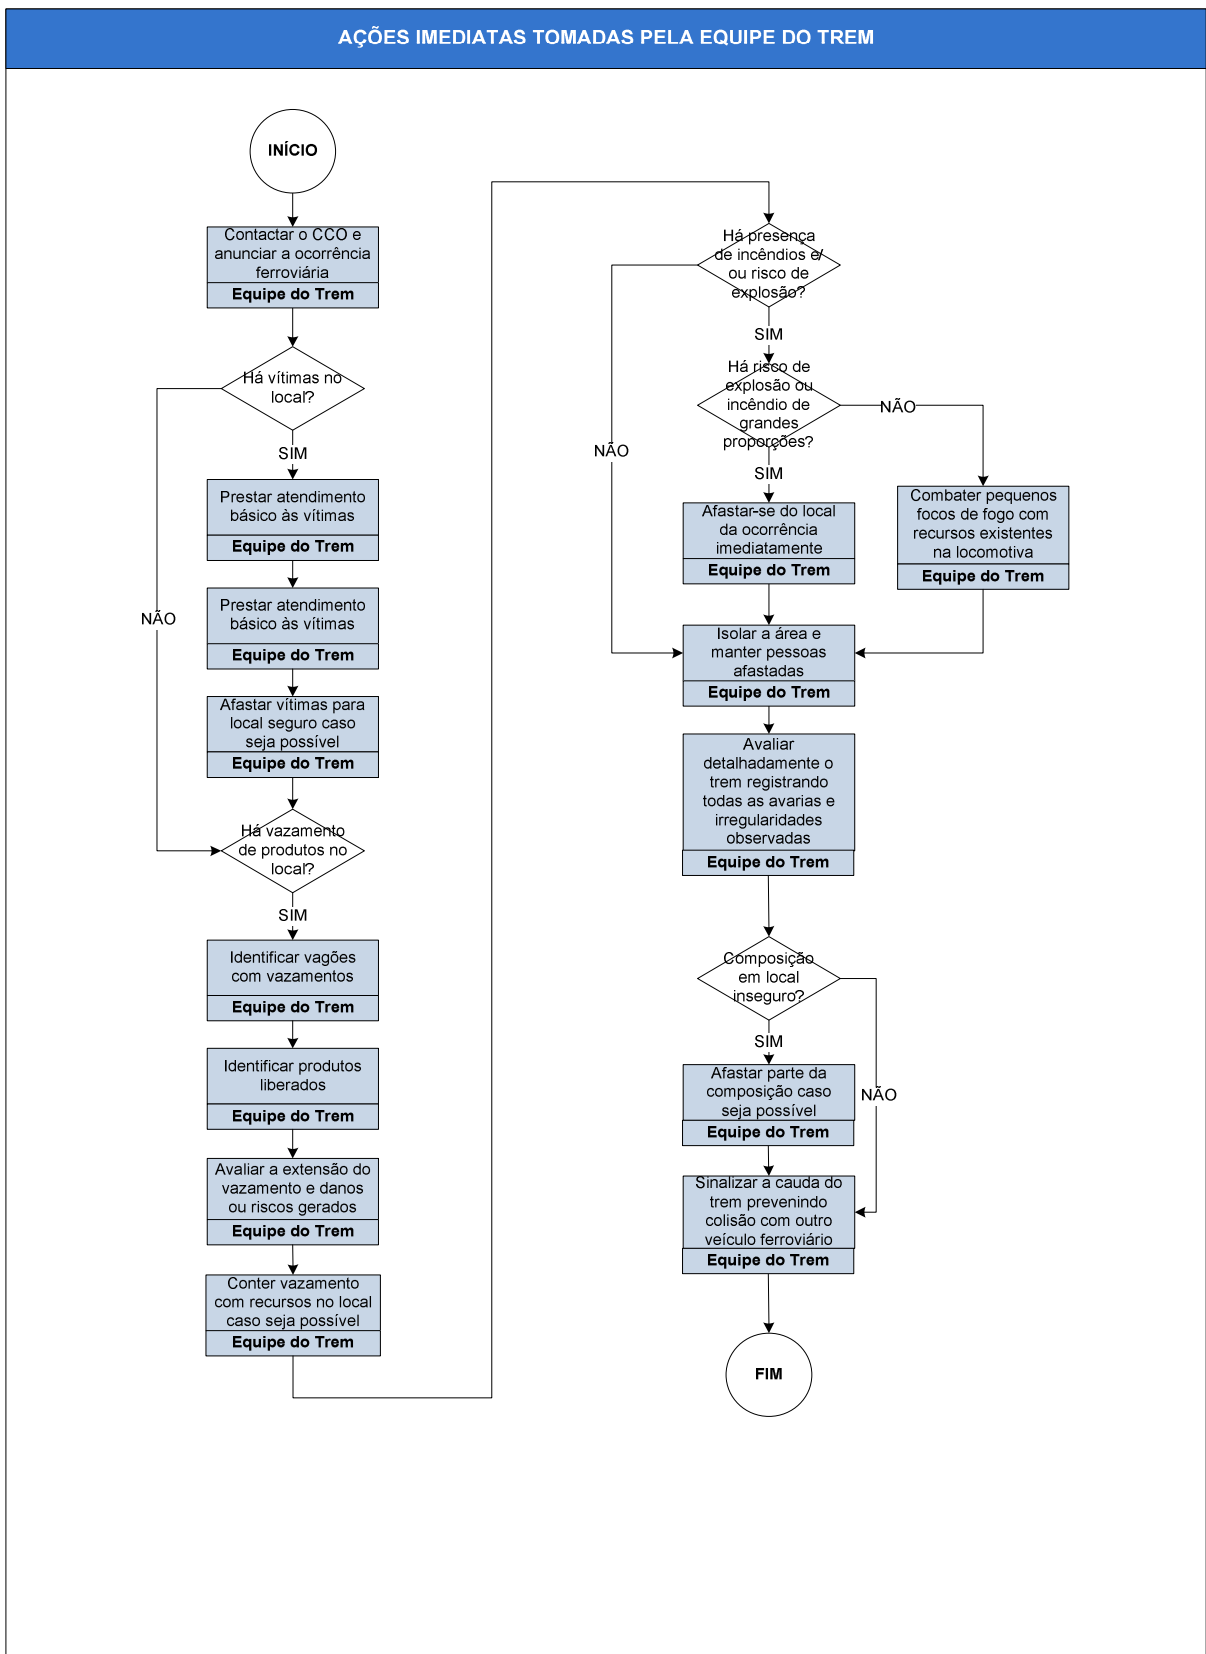 AÇÕES IMEDIATAS TOMADAS PELA EQUIPE DO TREM
INÍCIO
Contactar o CCO e
anunciar a ocorrência
ferroviária
Equipe do Trem
Há vítimas no
local?
SIM
NÃO
Prestar atendimento
básico às vítimas
Equipe do Trem
Prestar atendimento
básico às vítimas
Equipe do Trem
Afastar vítimas para
local seguro caso
seja possível
Equipe do Trem
Há vazamento
de produtos no
local?
SIM
Identificar vagões
com vazamentos
Equipe do Trem
Identificar produtos
liberados
Equipe do Trem
Avaliar a extensão do
vazamento e danos
ou riscos gerados
Equipe do Trem
Conter vazamento
com recursos no local
caso seja possível
Equipe do Trem
Há presença
de incêndios e/
ou risco de
explosão?
SIM
NÃO
Há risco de
explosão ou
incêndio de
grandes
proporções?
NÃO
SIM
Afastar-se do local
da ocorrência
imediatamente
Equipe do Trem
Combater pequenos
focos de fogo com
recursos existentes
na locomotiva
Equipe do Trem
Isolar a área e
manter pessoas
afastadas
Equipe do Trem
Avaliar
detalhadamente o
trem registrando
todas as avarias e
irregularidades
observadas
Equipe do Trem
Composição
em local
inseguro?
SIM
NÃO
Afastar parte da
composição caso
seja possível
Equipe do Trem
Sinalizar a cauda do
trem prevenindo
colisão com outro
veículo ferroviário
Equipe do Trem
FIM